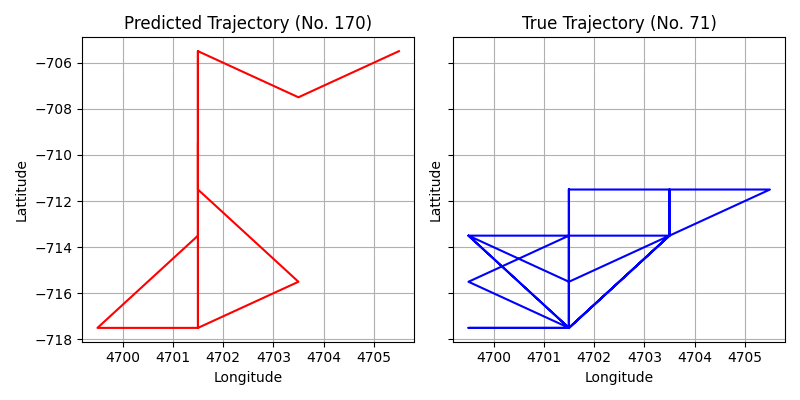 Predicted Trajectory (No. 170)
True Trajectory (No. 71)
−706
−708
−710
−712
−714
−716
−718
Lattitude
Lattitude
4700 4701 4702 4703 4704 4705
4700 4701 4702 4703 4704 4705
Longitude
Longitude